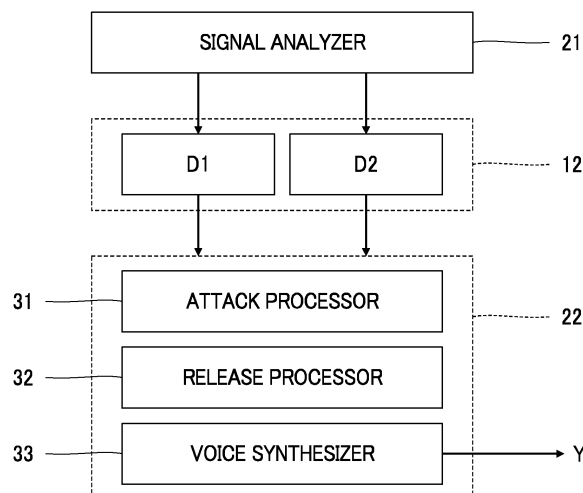 SIGNAL ANALYZER
21
D1
D2
12
31
ATTACK PROCESSOR
22
32
RELEASE PROCESSOR
33
VOICE SYNTHESIZER
Y